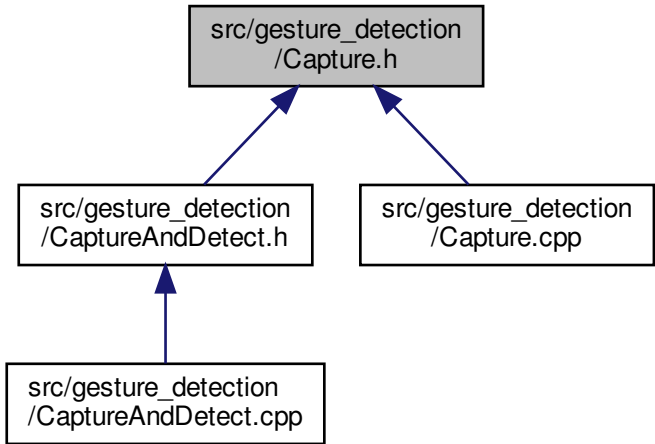 src/gesture_detection
/Capture.h
src/gesture_detection
/CaptureAndDetect.h
src/gesture_detection
/Capture.cpp
src/gesture_detection
/CaptureAndDetect.cpp